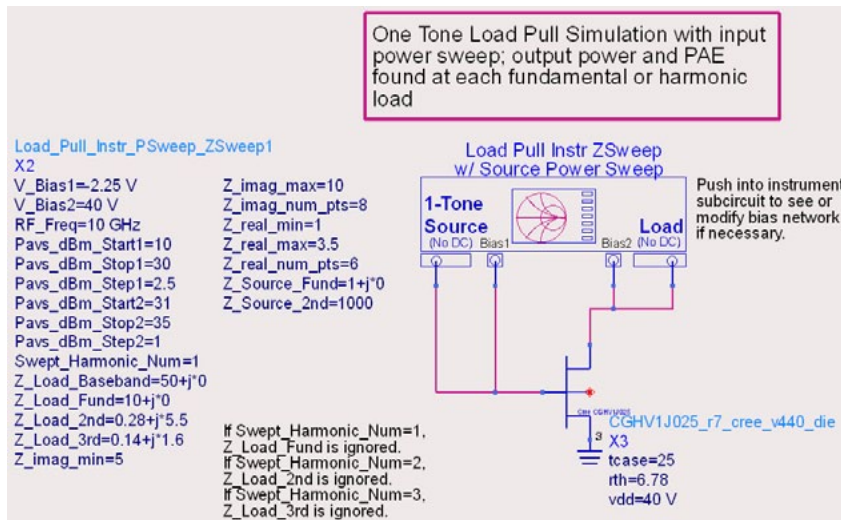 One Tone Load Pull Simulation with input
power sweep; output power and PAE
found at each fundamental or harmonic
load
Load_Pull_Instr_PSweep_ZSweep1
X2
V_Bias1=-2.25 V
V_Bias2=40 V
RF_Freq=10 GHz
Pavs_dBm_Start1=10
Pavs_dBm_Stop1=30
Pavs_dBm_Step1=2.5
Pavs_dBm_Start2=31
Pavs_dBm_Stop2=35
Pavs_dBm_Step2=1
Swept_Harmonic_Num=1
Z_Load_Baseband=50+j*0
Z_Load_Fund=10+j*0
Z_Load_2nd=0.28+j*5.5
Z_Load_3rd=0.14+j*1.6
Z_imag_min=5
Z_imag_max=10
Z_imag_num_pts=8
Z_real_min=1
Z_real_max=3.5
Z_real_num_pts=6
Z_Source_Fund=1+j*0
Z_Source_2nd=1000
If Swept_Harmonic_Num=1,
Z_Load_Fund is ignored.
If Swept_Harmonic_Num=2,
Z_Load_2nd is ignored.
If Swept_Harmonic_Num=3,
Z_Load_3rd is ignored.
Load Pull Instr ZSweep
w/ Source Power Sweep
1-Tone
Source
(No DC)
Bias1
Bias2
Load
(No DC)
Push into instrument
subcircuit to see or
modify bias network
if necessary.
CGHV1J025_r7_cree_v440_die
3
X3
tcase=25
rth=6.78
vdd=40 V